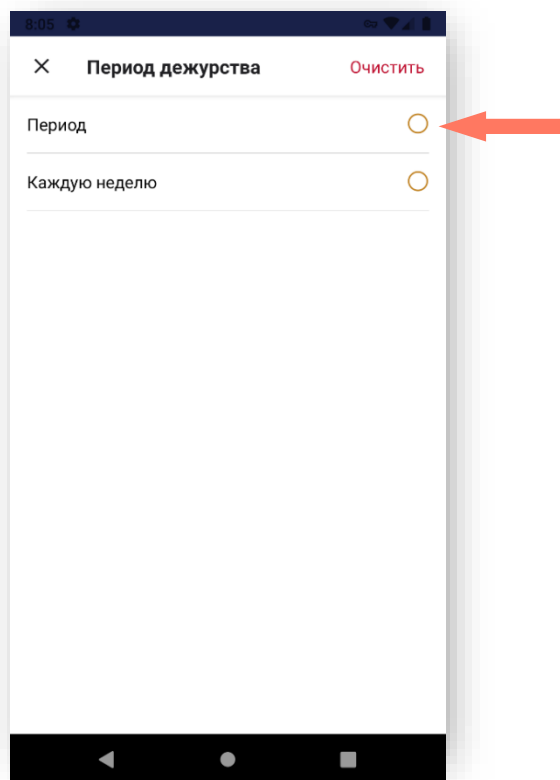 8:05
Период дежурства
Очистить
Период
Каждую неделю